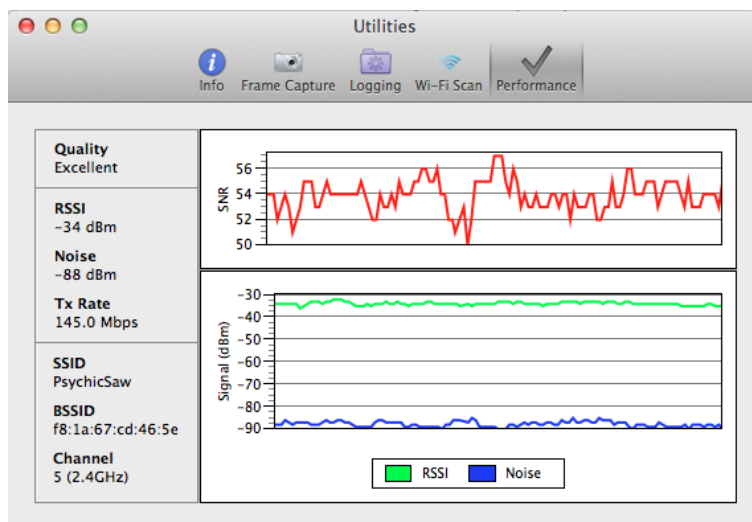 Utilities
Info Frame Capture Logging Wi-Fi Scan Performance
Quality
Excellent
RSSI
-34 dBm
Noise
-88 dBm
Tx Rate
145.0 Mbps
SSID
PsychicSaw
BSSID
f8:1a:67:cd:46:5e
Channel
5 (2.4GHz)
SNR
56
54
52
50
Signal (dBm)
-30
-40
-50
-60
-70
-80
-90
RSSI Noise